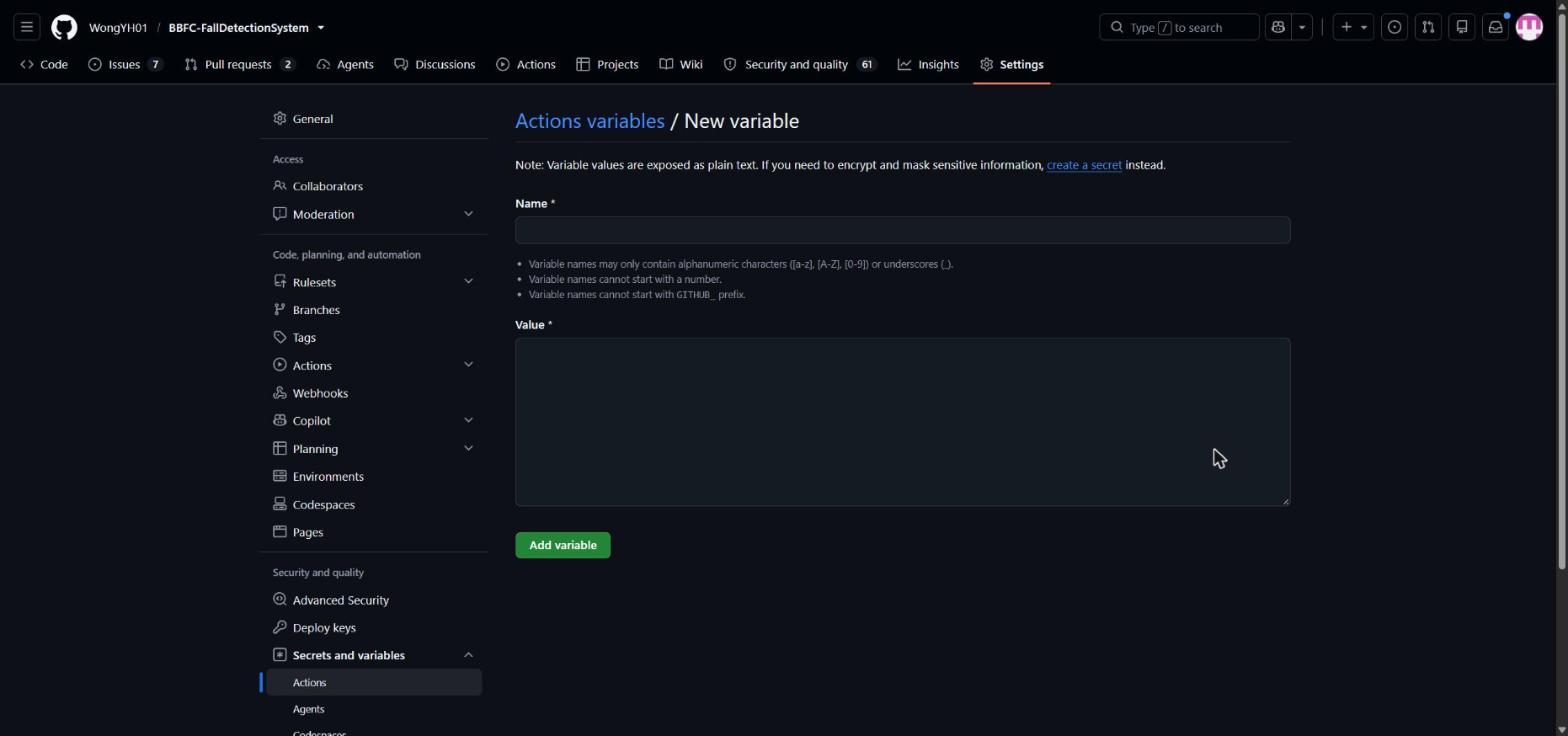 WongYH01 / BBFC-FallDetectionSystem
Type / to search
Code
Issues 7
Pull requests 2
Agents
Discussions
Actions
Projects
Wiki
Security and quality 61
Insights
Settings
General
Access
Collaborators
Moderation
Code, planning, and automation
Rulesets
Branches
Tags
Actions
Webhooks
Copilot
Planning
Environments
Codespaces
Pages
Security and quality
Advanced Security
Deploy keys
Secrets and variables
Actions
Agents
Codespaces
Actions variables / New variable
Note: Variable values are exposed as plain text. If you need to encrypt and mask sensitive information, create a secret instead.
Name *
• Variable names may only contain alphanumeric characters ([a-z], [A-Z], [0-9]) or underscores (_).
• Variable names cannot start with a number.
• Variable names cannot start with GITHUB_ prefix.
Value *
Add variable